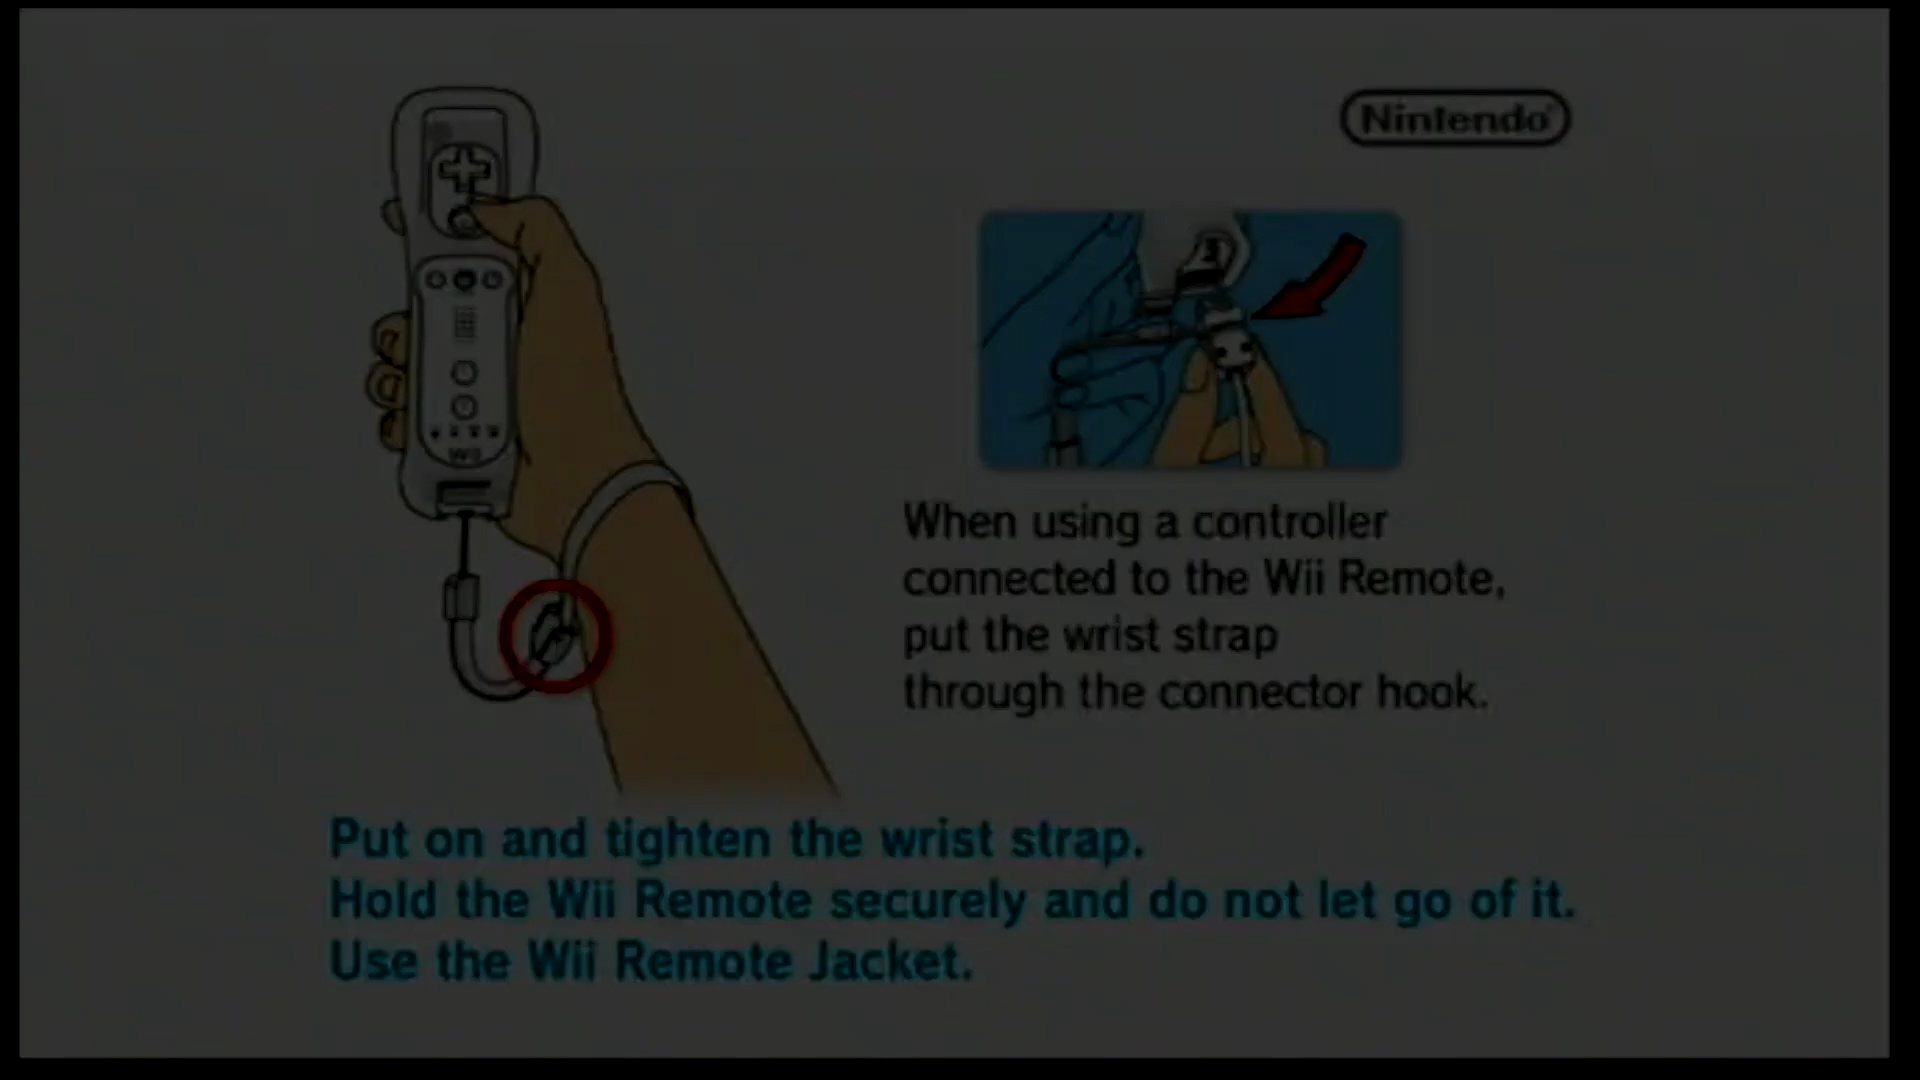 Nintendo
Wii
When using a controller
connected to the Wii Remote,
put the wrist strap
through the connector hook.
Put on and tighten the wrist strap.
Hold the Wii Remote securely and do not let go of it.
Use the Wii Remote Jacket.